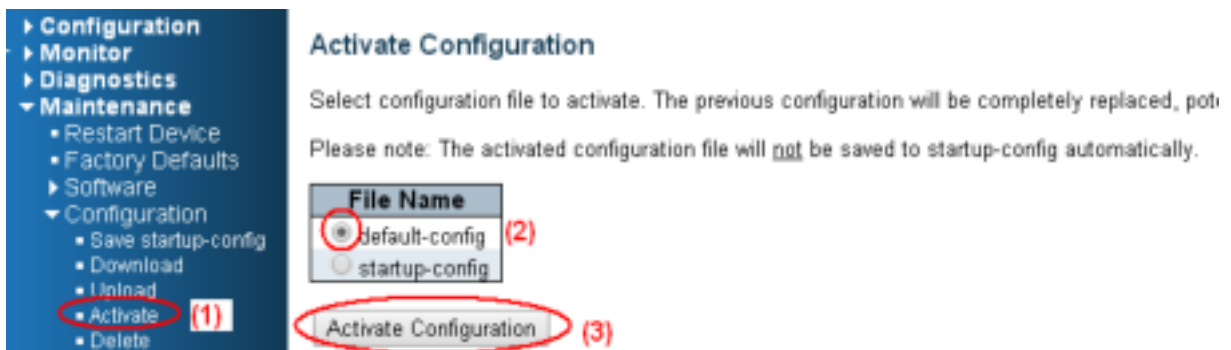 Configuration
Monitor
Diagnostics
Maintenance
Restart Device
Factory Defaults
Software
Configuration
Save startup-config
Download
Upload
Activate (1)
Delete
Activate Configuration
Select configuration file to activate. The previous configuration will be completely replaced, pot
Please note: The activated configuration file will not be saved to startup-config automatically.
File Name
default-config (2)
startup-config
Activate Configuration (3)